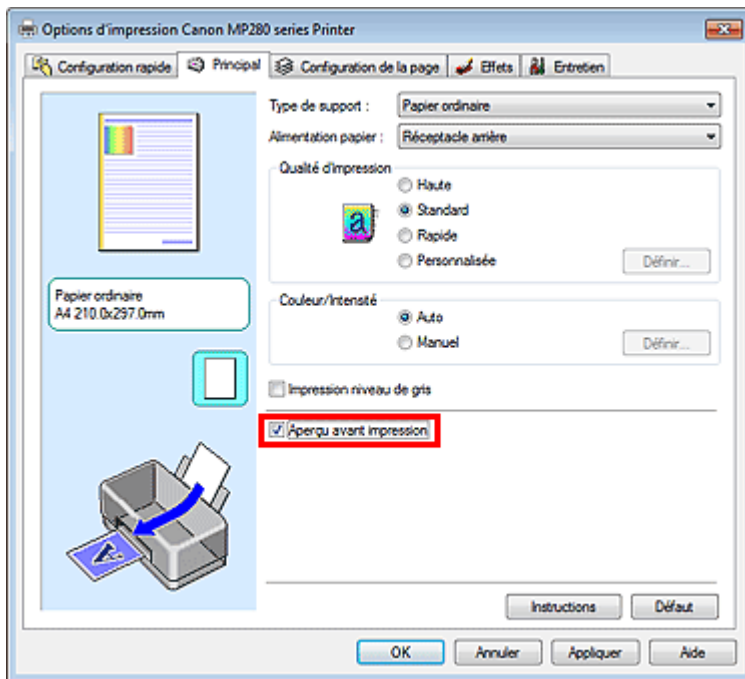 Options d'impression Canon MP280 series Printer
Configuration rapide
Principal
Configuration de la page
Effets
Entretien
Type de support :
Papier ordinaire
Alimentation papier :
Réceptacle arrière
Qualité d'impression
Haute
a
Standard
Rapide
Personnalisée
Définir...
Papier ordinaire
A4 210.0x297.0mm
Couleur/Intensité
Auto
Manuel
Définir...
Impression niveau de gris
Aperçu avant impression
A
Instructions
Défaut
OK
Annuler
Appliquer
Aide